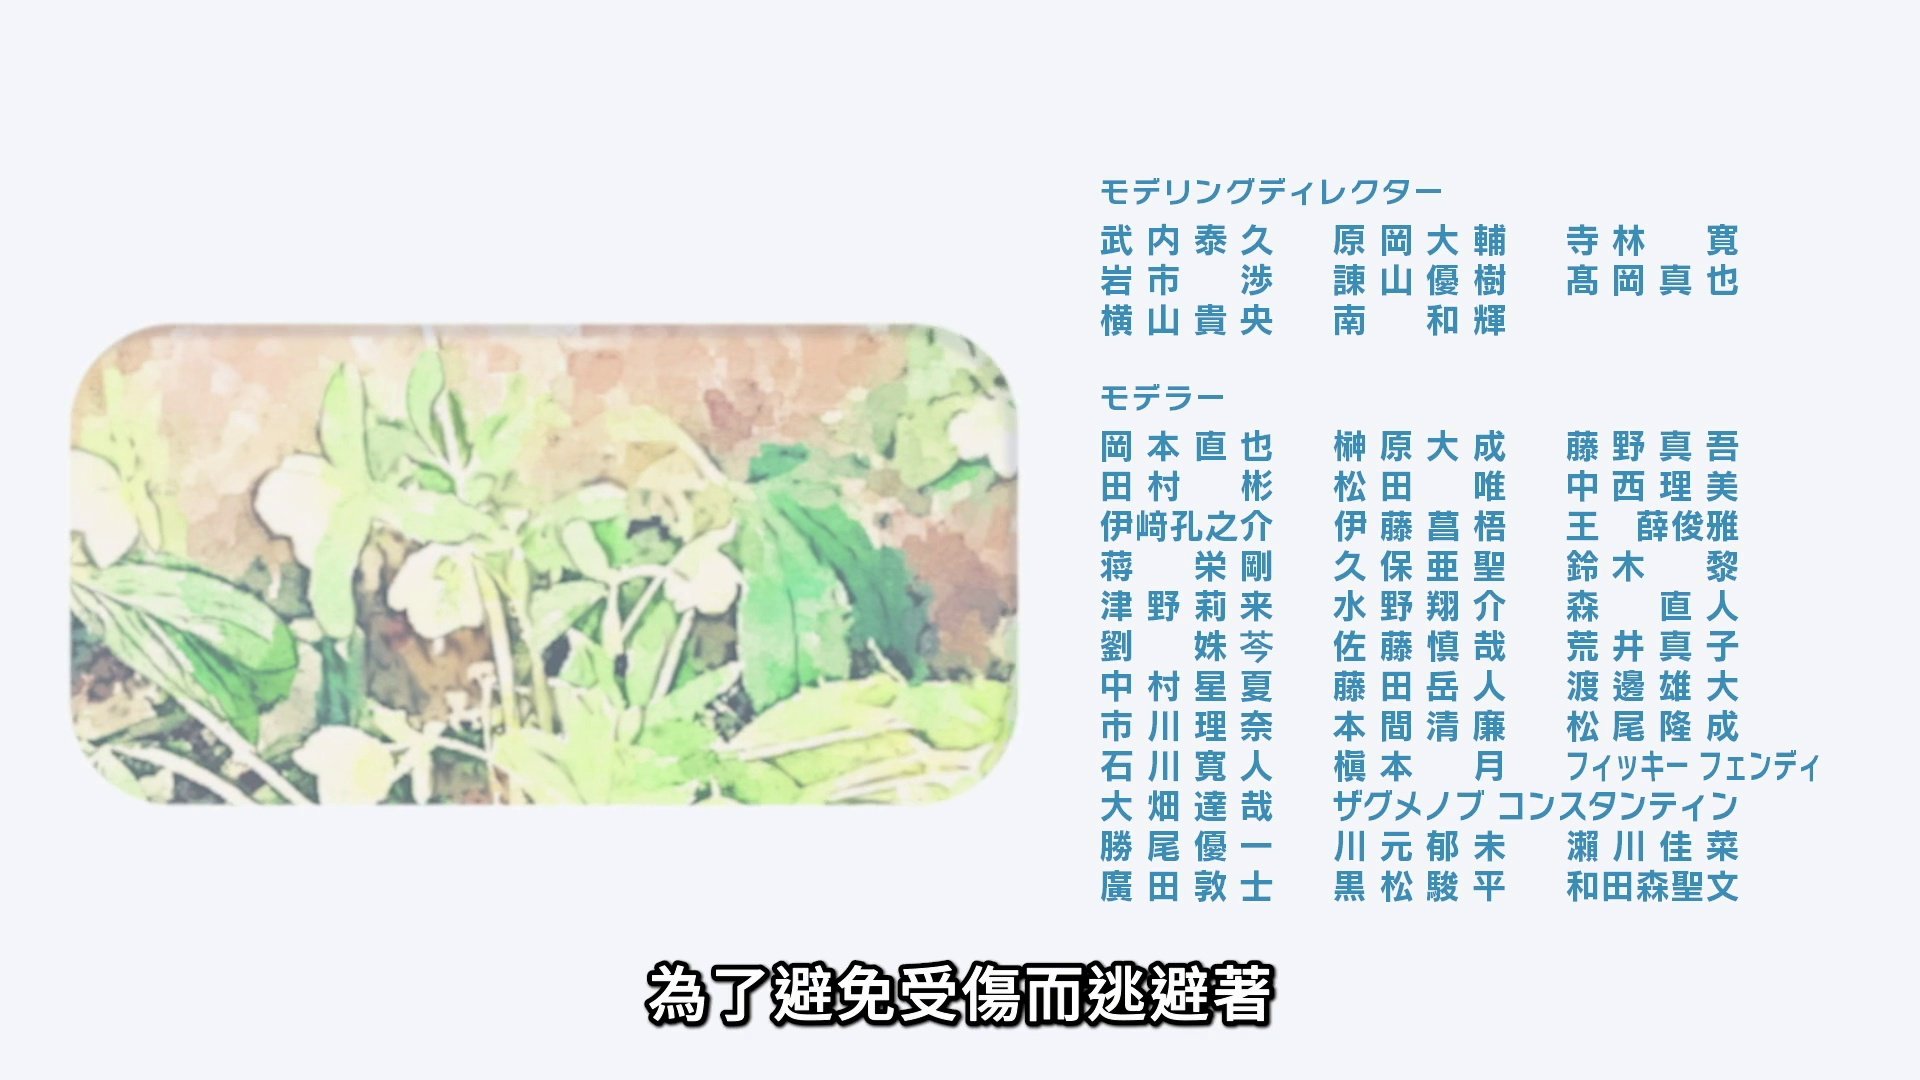 モデリングディレクター
武内泰久 原岡大輔 寺林 寛
岩市 渉 諌山優樹 髙岡真也
横山貴央 南 和輝
モデラー
岡本直也 榊原大成 藤野真吾
田村 彬 松田 唯 中西理美
伊﨑孔之介 伊藤菖梧 王 薛俊雅
蒋 栄剛 久保亜聖 鈴木 黎
津野莉来 水野翔介 森 直人
劉 姝芩 佐藤慎哉 荒井真子
中村星夏 藤田岳人 渡邊雄大
市川理奈 本間清廉 松尾隆成
石川寛人 槇本 月 フィッキー フェンディ
大畑達哉 ザグメノブ コンスタンティン
勝尾優一 川元郁未 瀬川佳菜
廣田敦士 黒松駿平 和田森聖文
為了避免受傷而逃避著